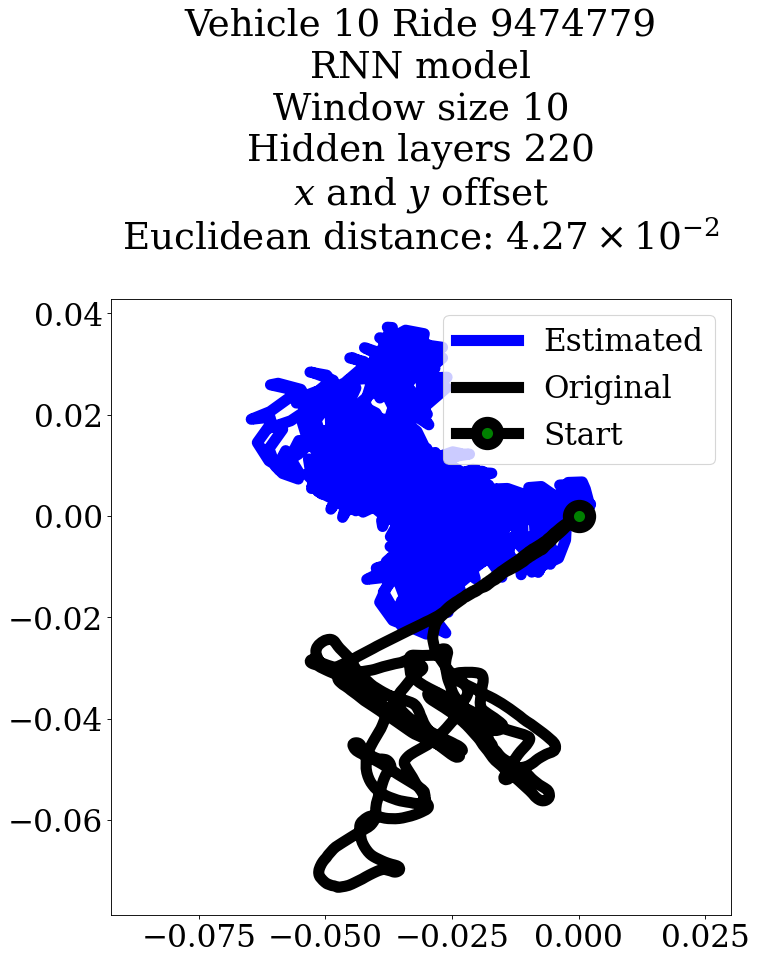 Vehicle 10 Ride 9474779
RNN model
Window size 10
Hidden layers 220
x and y offset
Euclidean distance: 4.27 × 10⁻²
Estimated
Original
Start
0.04
0.02
0.00
−0.02
−0.04
−0.06
−0.075 −0.050 −0.025 0.000 0.025